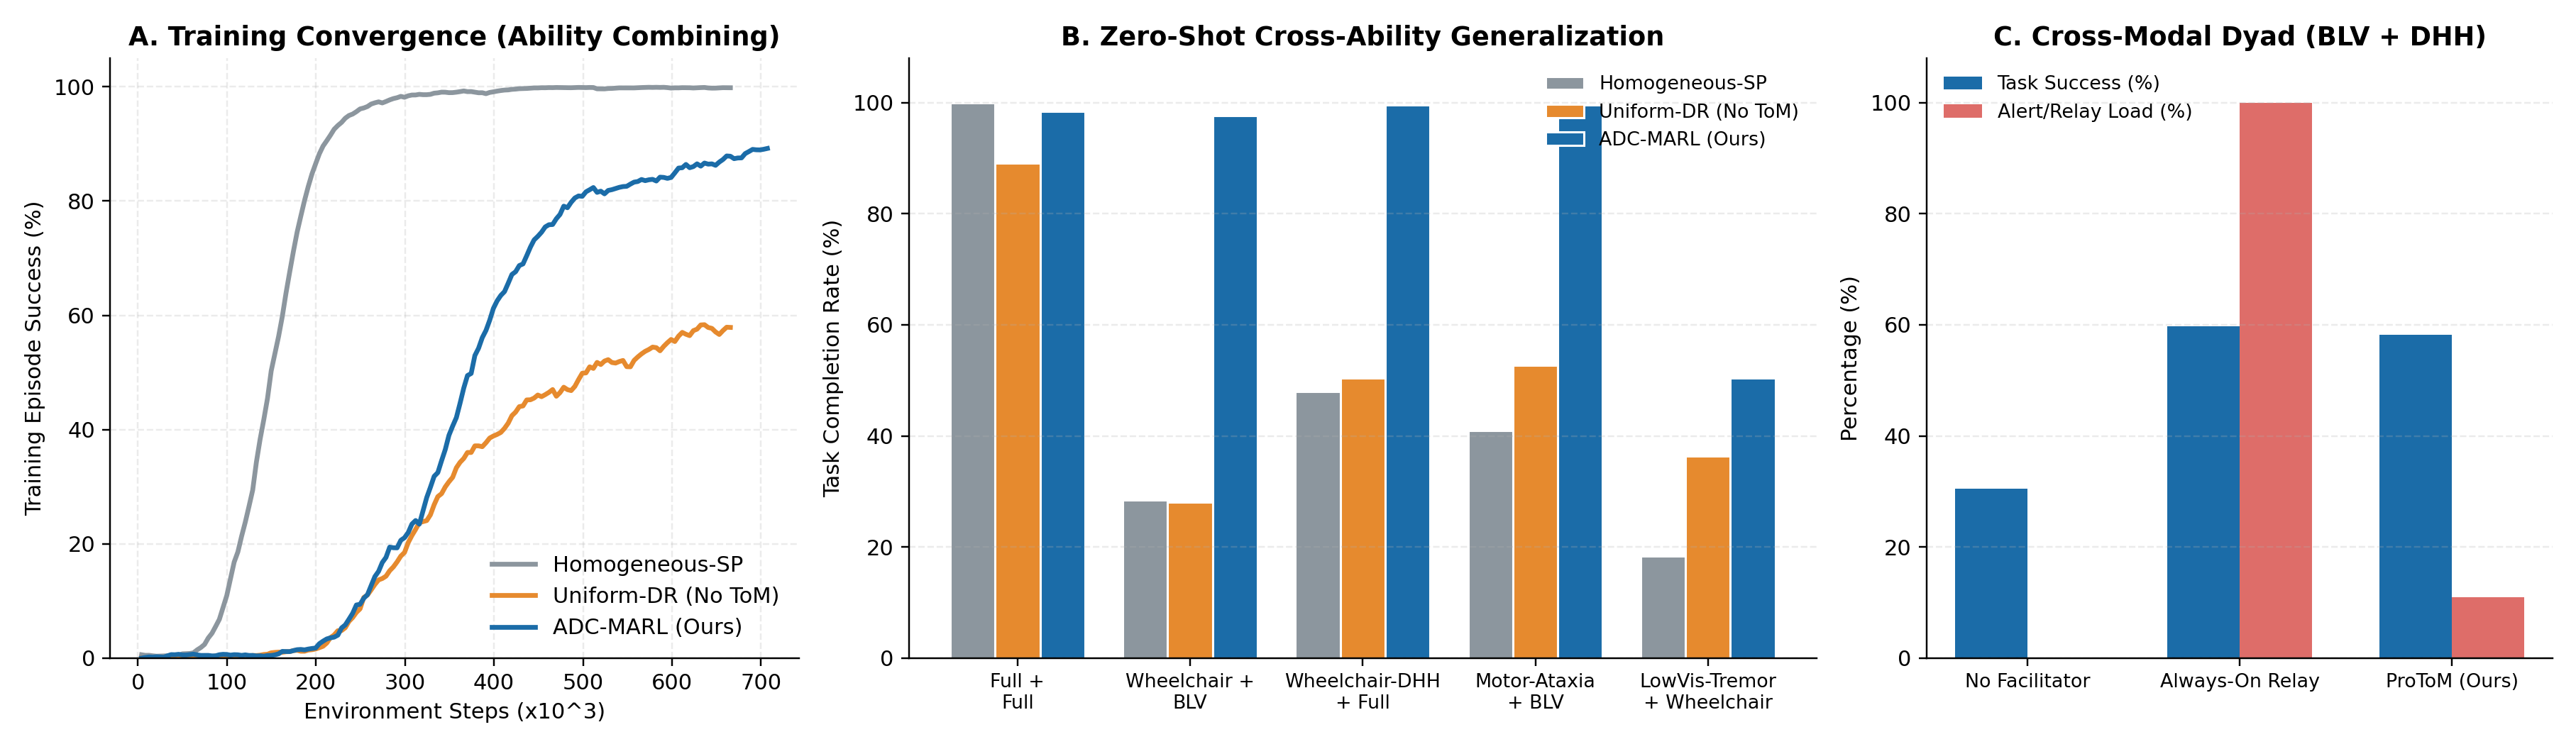 A. Training Convergence (Ability Combining)
Training Episode Success (%)
100
80
60
40
20
0
Homogeneous-SP
Uniform-DR (No ToM)
ADC-MARL (Ours)
0 100 200 300 400 500 600 700
Environment Steps (x10^3)
B. Zero-Shot Cross-Ability Generalization
Task Completion Rate (%)
100
80
60
40
20
0
Homogeneous-SP
Uniform-DR (No ToM)
ADC-MARL (Ours)
Full +
Full
Wheelchair +
BLV
Wheelchair-DHH
+ Full
Motor-Ataxia
+ BLV
LowVis-Tremor
+ Wheelchair
C. Cross-Modal Dyad (BLV + DHH)
Percentage (%)
100
80
60
40
20
0
Task Success (%)
Alert/Relay Load (%)
No Facilitator
Always-On Relay
ProToM (Ours)